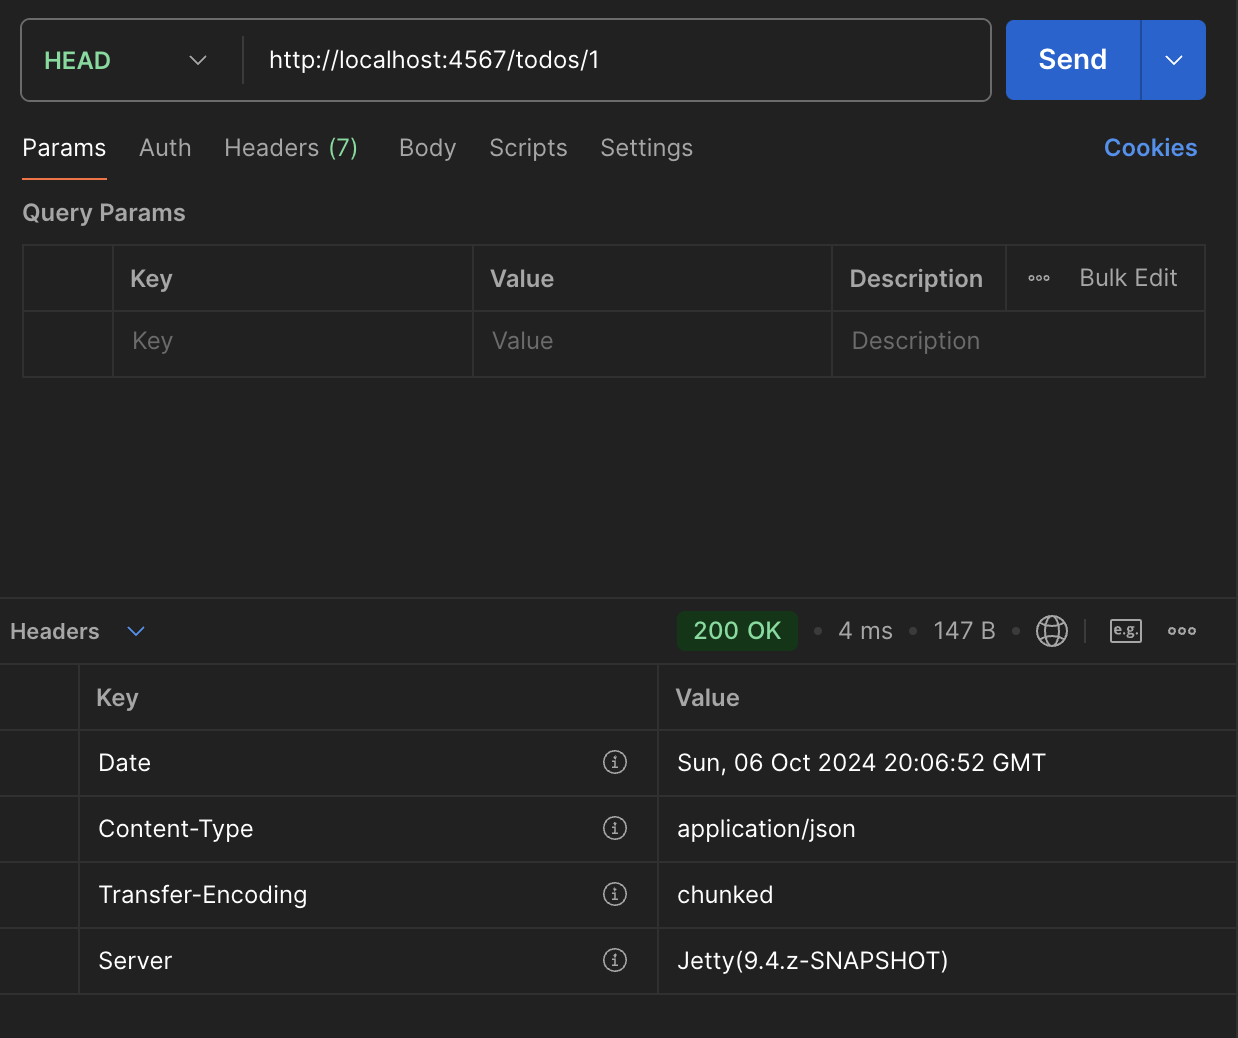 HEAD http://localhost:4567/todos/1 Send
Params Auth Headers (7) Body Scripts Settings Cookies
Query Params
Key Value Description Bulk Edit
Key Value Description
Headers 200 OK • 4 ms • 147 B • e.g.
Key Value
Date Sun, 06 Oct 2024 20:06:52 GMT
Content-Type application/json
Transfer-Encoding chunked
Server Jetty(9.4.z-SNAPSHOT)